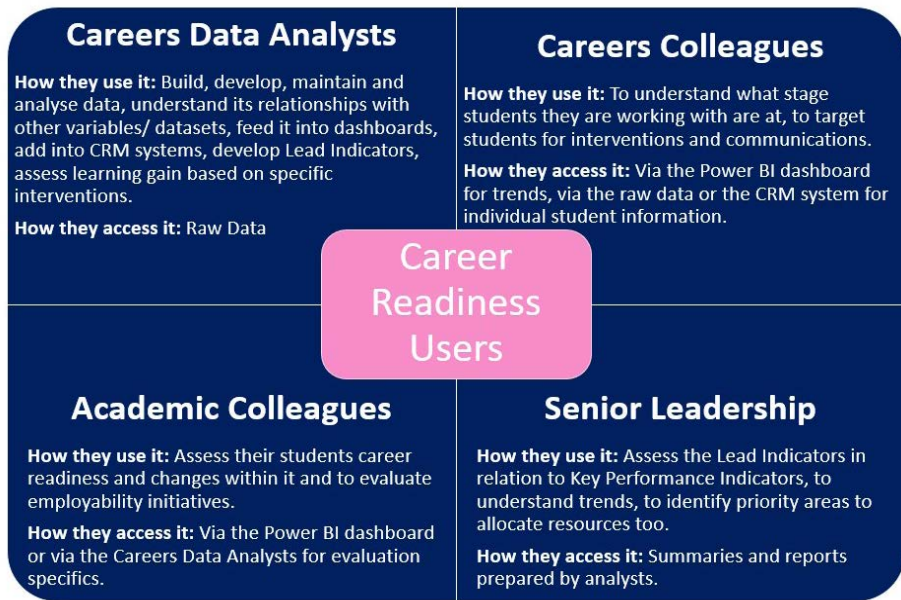 Careers Data Analysts
How they use it: Build, develop, maintain and
analyse data, understand its relationships with
other variables/ datasets, feed it into dashboards,
add into CRM systems, develop Lead Indicators,
assess learning gain based on specific
interventions.
How they access it: Raw Data
Careers Colleagues
How they use it: To understand what stage
students they are working with are at, to target
students for interventions and communications.
How they access it: Via the Power BI dashboard
for trends, via the raw data or the CRM system for
individual student information.
Career
Readiness
Users
Academic Colleagues
How they use it: Assess their students career
readiness and changes within it and to evaluate
employability initiatives.
How they access it: Via the Power BI dashboard
or via the Careers Data Analysts for evaluation
specifics.
Senior Leadership
How they use it: Assess the Lead Indicators in
relation to Key Performance Indicators, to
understand trends, to identify priority areas to
allocate resources too.
How they access it: Summaries and reports
prepared by analysts.